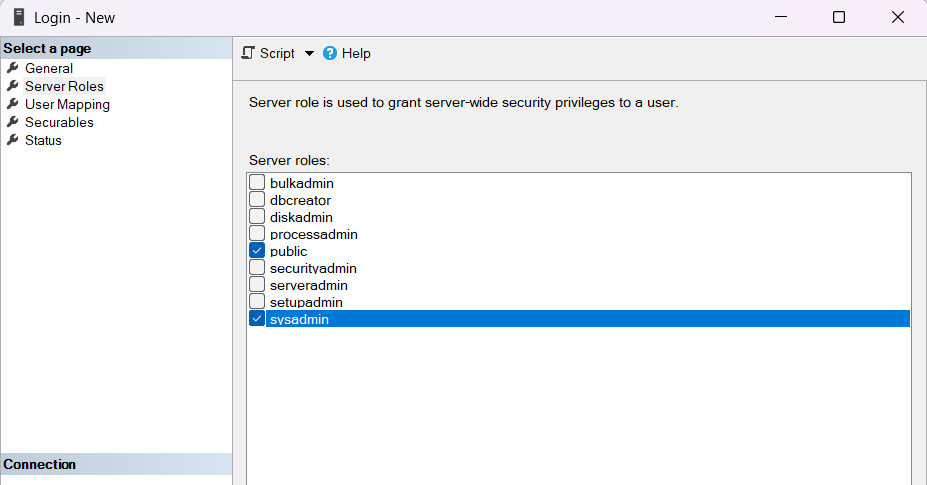 Login - New
Select a page
General
Server Roles
User Mapping
Securables
Status
Connection
Script Help
Server role is used to grant server-wide security privileges to a user.
Server roles:
bulkadmin
dbcreator
diskadmin
processadmin
public
securityadmin
serveradmin
setupadmin
sysadmin